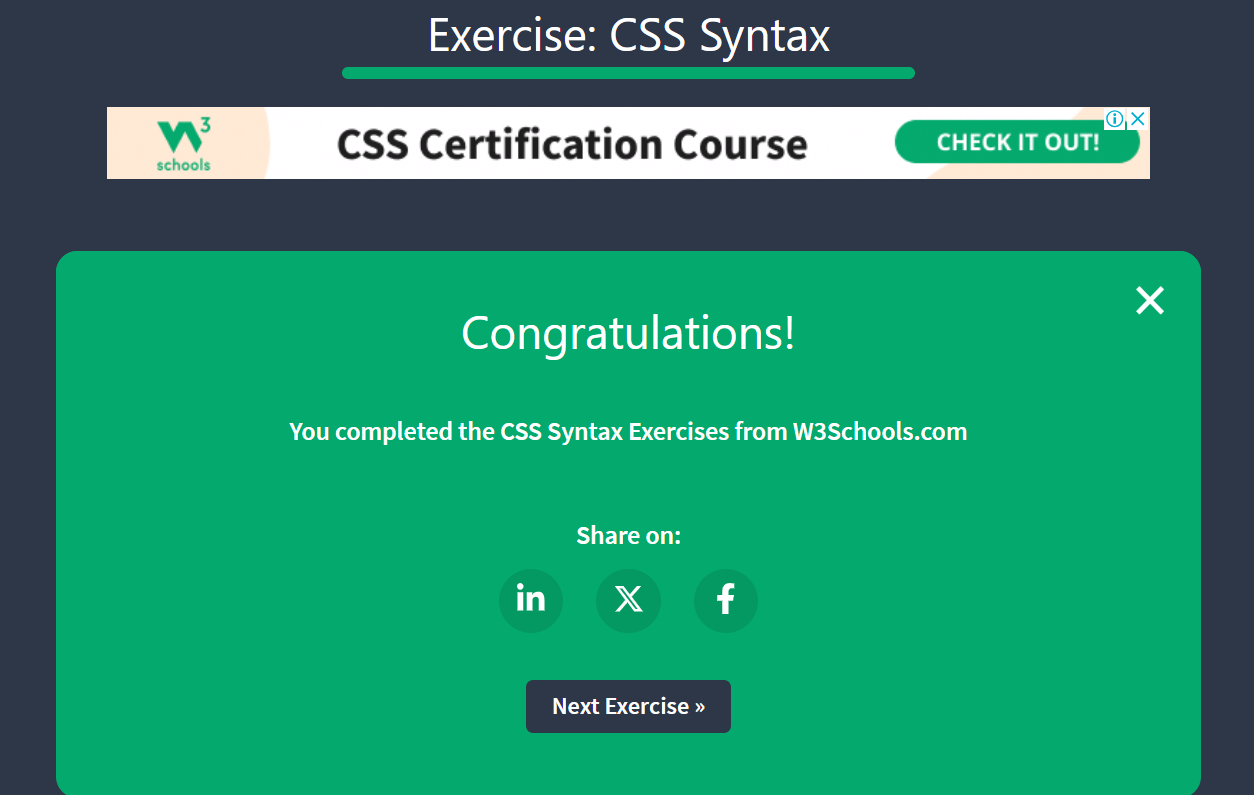 Exercise: CSS Syntax
W3 schools
CSS Certification Course
CHECK IT OUT!
Congratulations!
You completed the CSS Syntax Exercises from W3Schools.com
Share on:
in X f
Next Exercise »